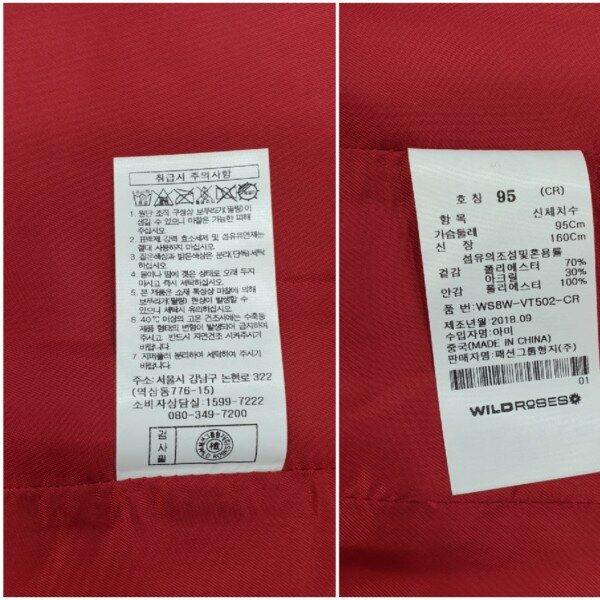 취급시 주의사항
1. 원단 조직 구성상 보푸라기(필링)이
생길 수 있으니 마찰은 가능한 피해
주십시요
2. 표백제, 강력 효소세제 및 섬유유연제는
절대 사용하지 마십시요
3. 짙은색상과 밝은색상은 분리(단독)세탁
하십시요
4. 물이나 땀에 젖은 상태로 오래 두지
마시고 즉시 세탁하십시요
5. 본 제품은 소재 특성상 마찰에 의해
보푸라기(필링) 현상이 발생할 수
있으니 세탁시 유의하십시요
6. 40℃ 이상의 고온 건조시에는 수축등
제품 형태의 변형이 발생되어 금지하여
주시고, 반드시 자연건조 시켜주시기
바랍니다.
7. 지퍼플러 분리하여 세탁하여 주시기
바랍니다.
주소: 서울시 강남구 논현로 322
(역삼동776-15)
소비자상담실: 1599-7222
080-349-7200
검사필
WILD ROSES
호 칭 95 (CR)
항 목 신체치수
가슴둘레 95Cm
신 장 160Cm
섬유의조성및혼용률
겉감 폴리에스터 70%
아크릴 30%
안감 폴리에스터 100%
품 번: WS8W-VT502-CR
제조년월: 2018.09
수입자명: 아미
중국(MADE IN CHINA)
판매자명: 패션그룹형지(주)
01
WILDROSES